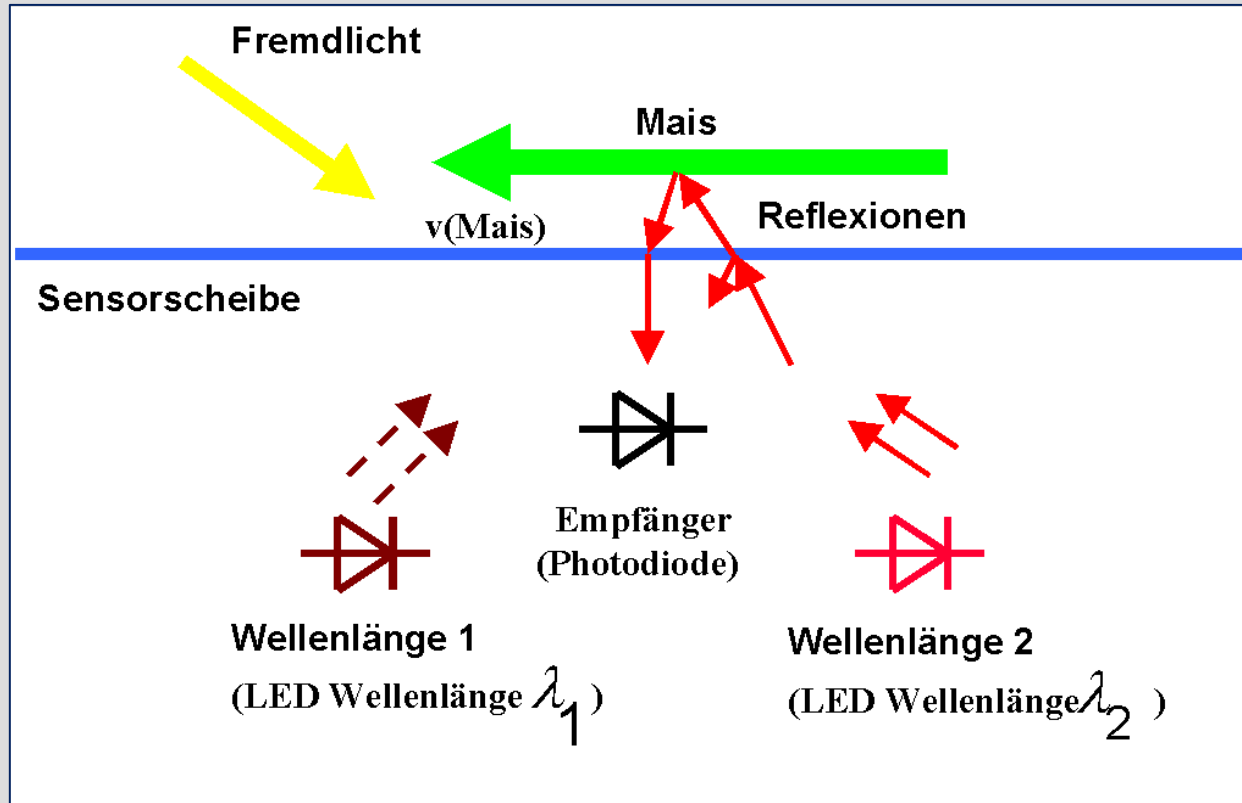 Fremdlicht
Mais
Reflexionen
v(Mais)
Sensorscheibe
Empfänger
(Photodiode)
Wellenlänge 1
(LED Wellenlänge λ1 )
Wellenlänge 2
(LED Wellenlänge λ2 )